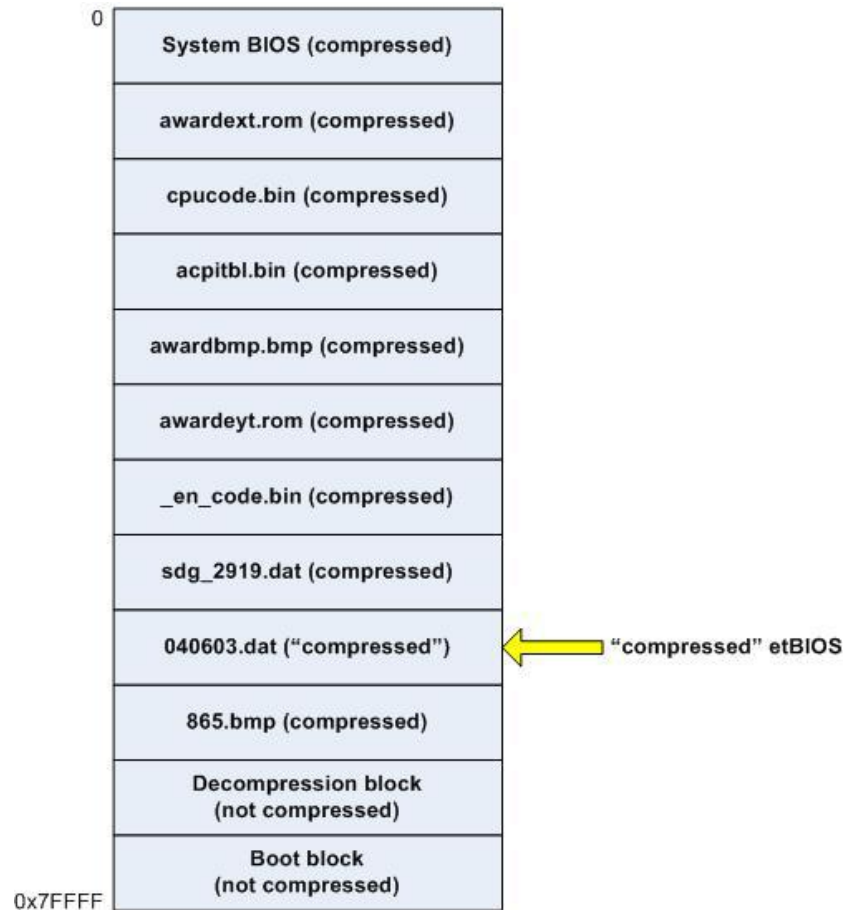 0
System BIOS (compressed)
awardext.rom (compressed)
cpucode.bin (compressed)
acpitbl.bin (compressed)
awardbmp.bmp (compressed)
awardeyt.rom (compressed)
_en_code.bin (compressed)
sdg_2919.dat (compressed)
040603.dat (“compressed”)
“compressed” etBIOS
865.bmp (compressed)
Decompression block
(not compressed)
Boot block
(not compressed)
0x7FFFF